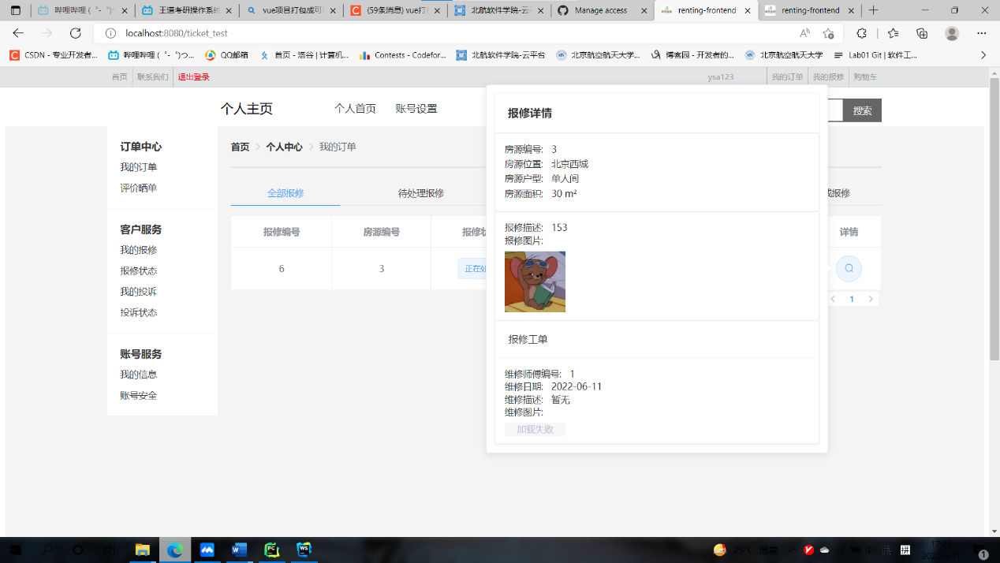 哔哩哔哩 (゜-゜)つ
王道考研操作系统
vue项目打包成可
(59条消息) vue打
北航软件学院-云
Manage access
renting-frontend
renting-frontend
localhost:8080/ticket_test
CSDN - 专业开发者...
哔哩哔哩 (゜-゜)つ...
QQ邮箱
首页 - 洛谷 | 计算机...
Contests - Codefor...
北航软件学院-云平台
北京航空航天大学...
博客园 - 开发者的...
北京航空航天大学
Lab01 Git | 软件工...
首页
联系我们
退出登录
ysa123
我的订单
我的报修
购物车
个人主页
个人首页
账号设置
搜索
订单中心
我的订单
评价晒单
客户服务
我的报修
报修状态
我的投诉
投诉状态
账号服务
我的信息
账号安全
首页 > 个人中心 > 我的订单
全部报修
待处理报修
成报修
报修编号
房源编号
报修状
详情
6
3
正在处
1
报修详情
房源编号: 3
房源位置: 北京西城
房源户型: 单人间
房源面积: 30 m²
报修描述: 153
报修图片:
报修工单
维修师傅编号: 1
维修日期: 2022-06-11
维修描述: 暂无
维修图片:
加载失败
25°C 薄雾
英
拼
2022/6/11
1